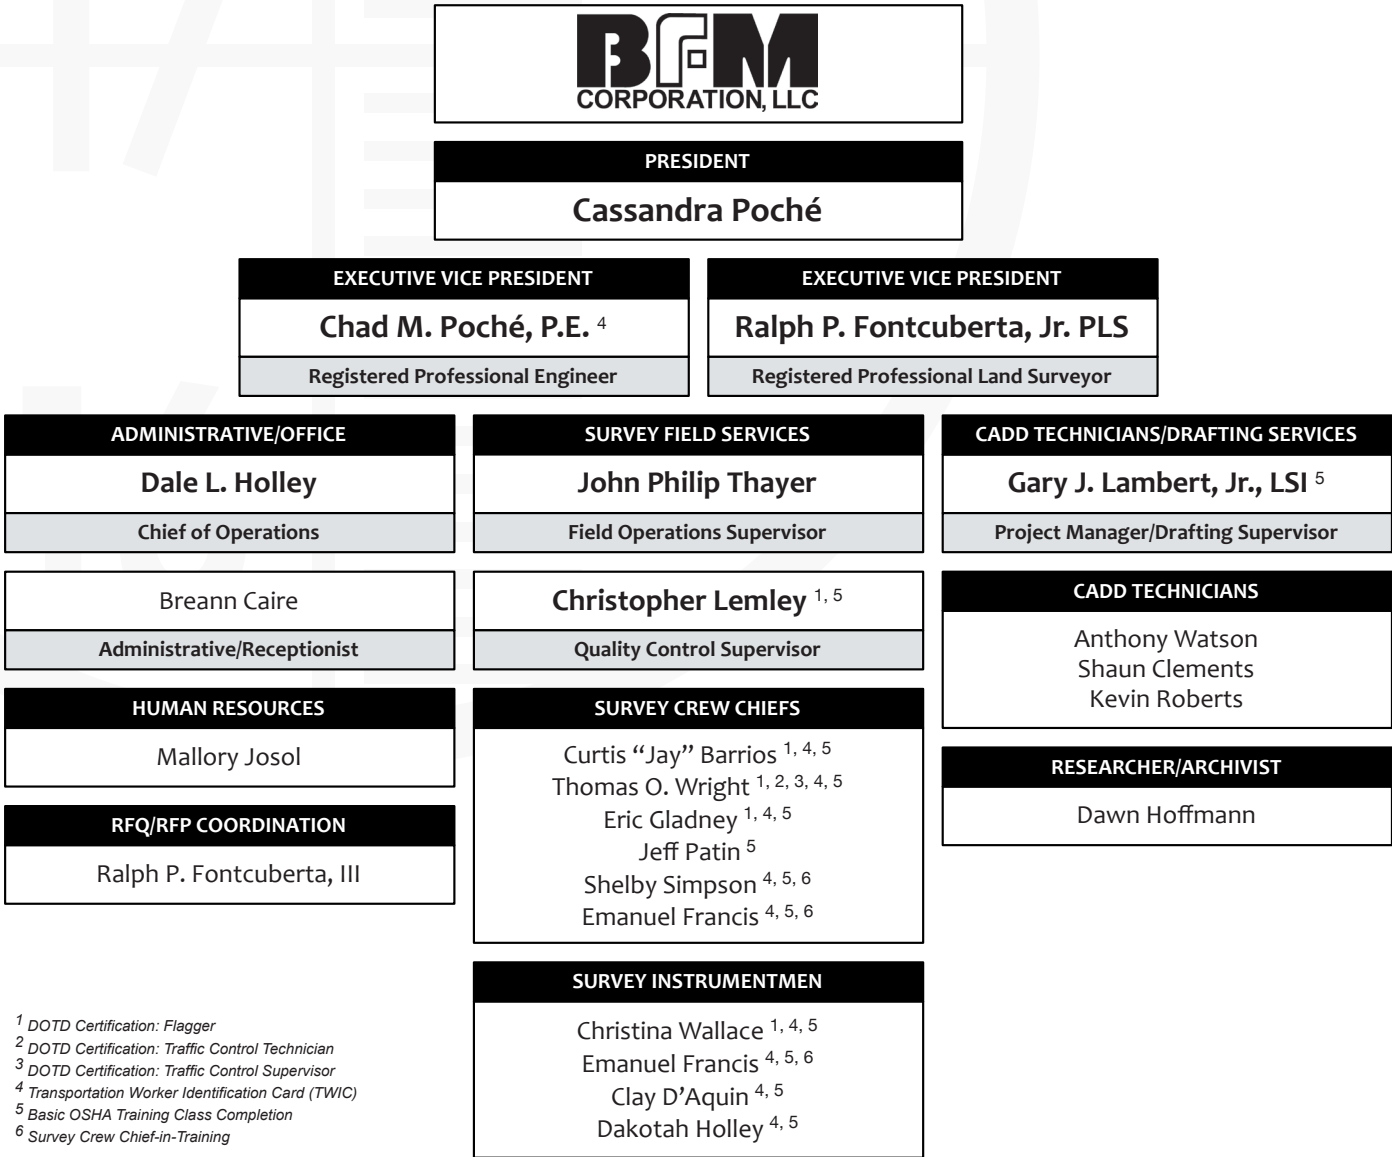 BFM
CORPORATION, LLC
PRESIDENT
Cassandra Poché
EXECUTIVE VICE PRESIDENT
Chad M. Poché, P.E. 4
Registered Professional Engineer
EXECUTIVE VICE PRESIDENT
Ralph P. Fontcuberta, Jr. PLS
Registered Professional Land Surveyor
ADMINISTRATIVE/OFFICE
Dale L. Holley
Chief of Operations
Breann Caire
Administrative/Receptionist
HUMAN RESOURCES
Mallory Josol
RFQ/RFP COORDINATION
Ralph P. Fontcuberta, III
SURVEY FIELD SERVICES
John Philip Thayer
Field Operations Supervisor
Christopher Lemley 1, 5
Quality Control Supervisor
SURVEY CREW CHIEFS
Curtis “Jay” Barrios 1, 4, 5
Thomas O. Wright 1, 2, 3, 4, 5
Eric Gladney 1, 4, 5
Jeff Patin 5
Shelby Simpson 4, 5, 6
Emanuel Francis 4, 5, 6
SURVEY INSTRUMENTMEN
Christina Wallace 1, 4, 5
Emanuel Francis 4, 5, 6
Clay D’Aquin 4, 5
Dakotah Holley 4, 5
CADD TECHNICIANS/DRAFTING SERVICES
Gary J. Lambert, Jr., LSI 5
Project Manager/Drafting Supervisor
CADD TECHNICIANS
Anthony Watson
Shaun Clements
Kevin Roberts
RESEARCHER/ARCHIVIST
Dawn Hoffmann
1 DOTD Certification: Flagger
2 DOTD Certification: Traffic Control Technician
3 DOTD Certification: Traffic Control Supervisor
4 Transportation Worker Identification Card (TWIC)
5 Basic OSHA Training Class Completion
6 Survey Crew Chief-in-Training